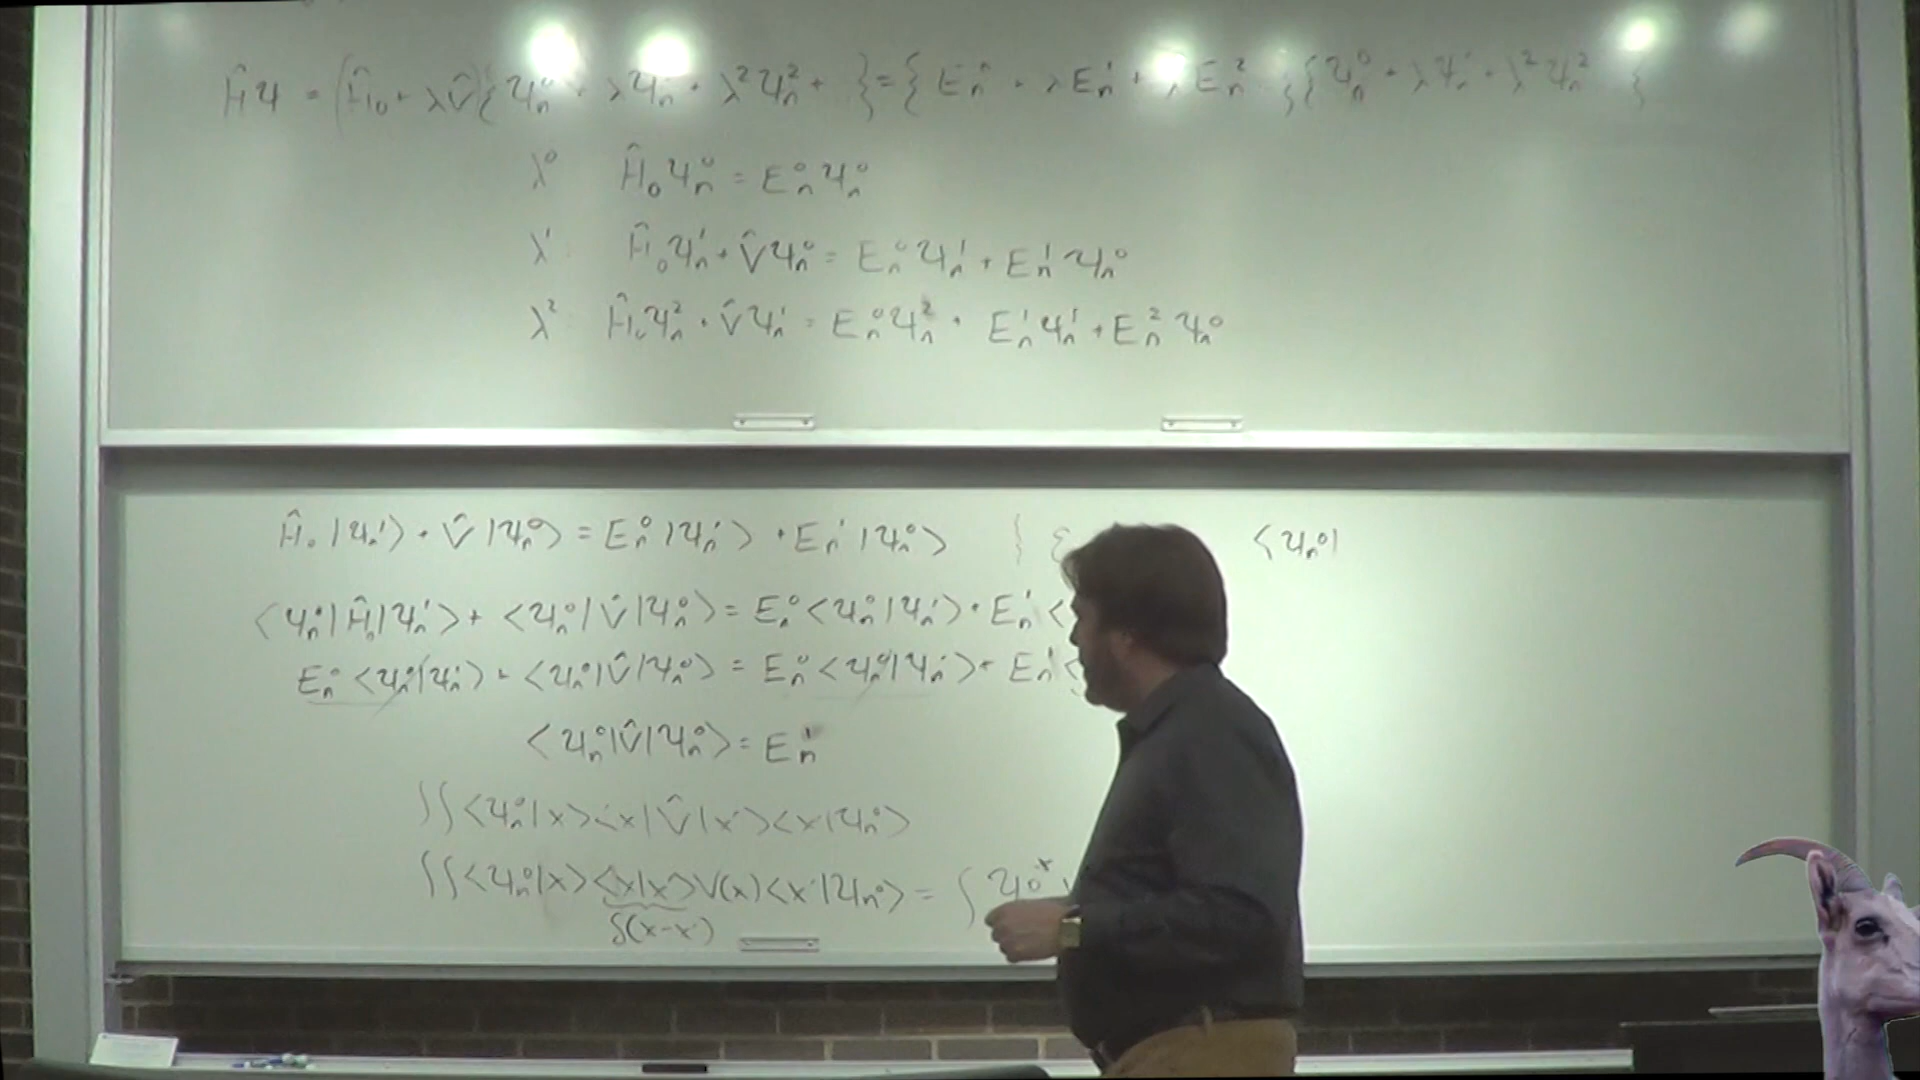 Ĥψ = (Ĥ₀ + λV̂){ψₙ⁰ + λψₙ¹ + λ²ψₙ² + } = {Eₙ⁰ + λEₙ¹ + λ²Eₙ² }{ψₙ⁰ + λψₙ¹ + λ²ψₙ² }
λ⁰ Ĥ₀ψₙ⁰ = Eₙ⁰ψₙ⁰
λ¹ Ĥ₀ψₙ¹ + V̂ψₙ⁰ = Eₙ⁰ψₙ¹ + Eₙ¹ψₙ⁰
λ² Ĥ₀ψₙ² + V̂ψₙ¹ = Eₙ⁰ψₙ² + Eₙ¹ψₙ¹ + Eₙ²ψₙ⁰
Ĥ₀|ψₙ¹> + V̂|ψₙ⁰> = Eₙ⁰|ψₙ¹> + Eₙ¹|ψₙ⁰> } { <ψₙ⁰|
<ψₙ⁰|Ĥ₀|ψₙ¹> + <ψₙ⁰|V̂|ψₙ⁰> = Eₙ⁰<ψₙ⁰|ψₙ¹> + Eₙ¹<
Eₙ⁰<ψₙ⁰|ψₙ¹> + <ψₙ⁰|V̂|ψₙ⁰> = Eₙ⁰<ψₙ⁰|ψₙ¹> + Eₙ¹<
<ψₙ⁰|V̂|ψₙ⁰> = Eₙ¹
∫∫<ψₙ⁰|x><x|V̂|x'><x'|ψₙ⁰>
∫∫<ψₙ⁰|x><x|x'>V(x)<x'|ψₙ⁰> = ∫ψₙ⁰*
δ(x-x')